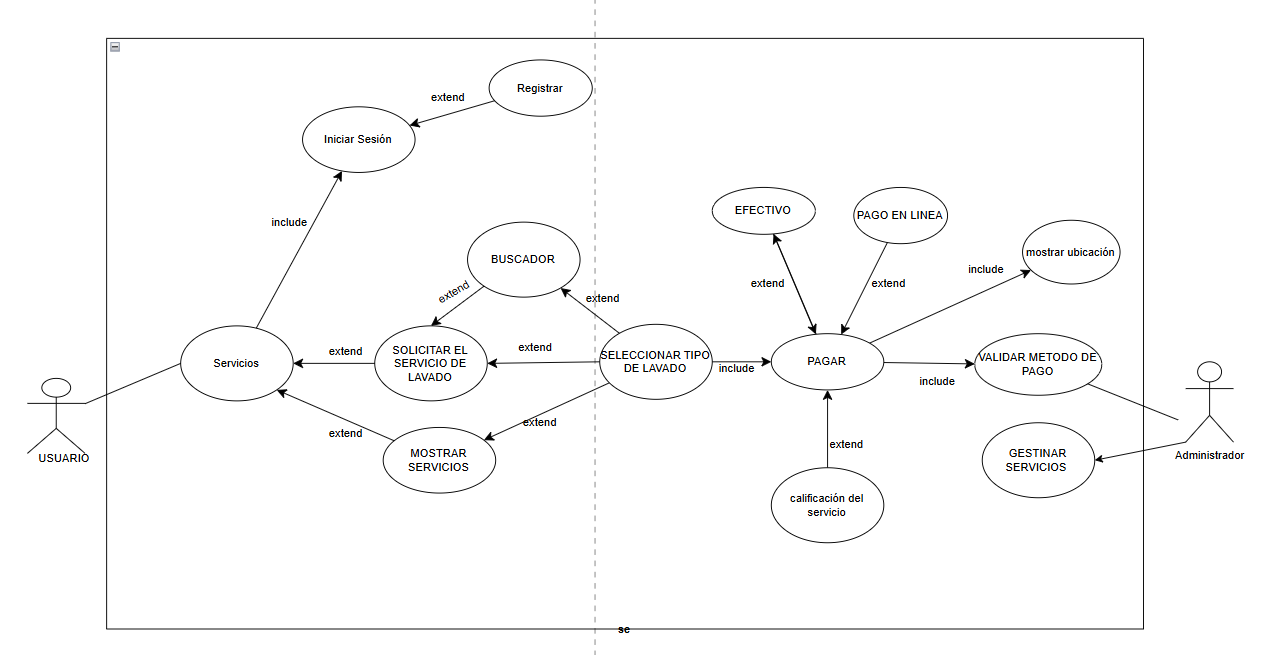 Registrar
extend
Iniciar Sesión
include
EFECTIVO
PAGO EN LINEA
BUSCADOR
mostrar ubicación
include
extend
extend
extend
extend
Servicios
extend
SOLICITAR EL
SERVICIO DE
LAVADO
extend
SELECCIONAR TIPO
DE LAVADO
include
PAGAR
include
VALIDAR METODO DE
PAGO
USUARIO
extend
MOSTRAR
SERVICIOS
extend
extend
calificación del
servicio
GESTINAR
SERVICIOS
Administrador
se